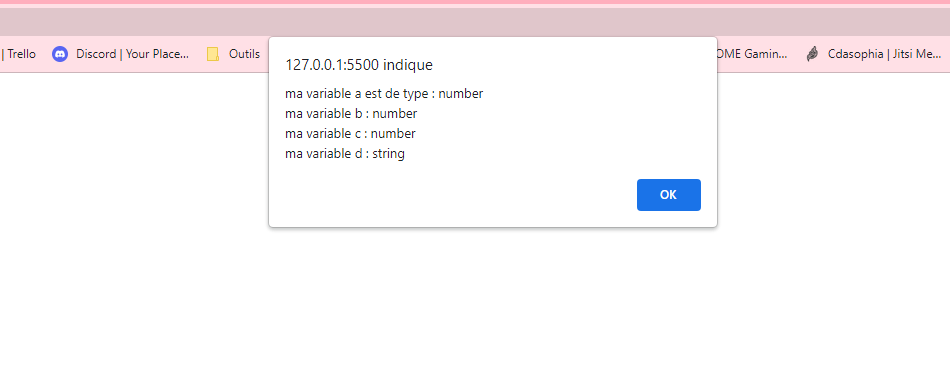 | Trello Discord | Your Place... Outils OME Gamin... Cdasophia | Jitsi Me...
127.0.0.1:5500 indique
ma variable a est de type : number
ma variable b : number
ma variable c : number
ma variable d : string
OK